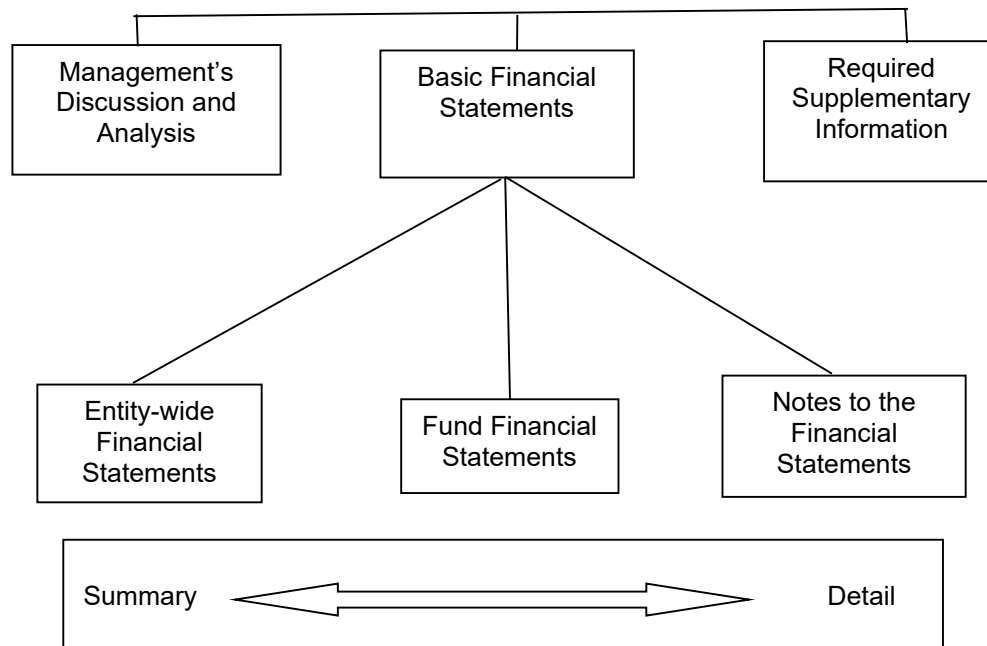 Management’s
Discussion and
Analysis
Basic Financial
Statements
Required
Supplementary
Information
Entity-wide
Financial
Statements
Fund Financial
Statements
Notes to the
Financial
Statements
Summary
Detail